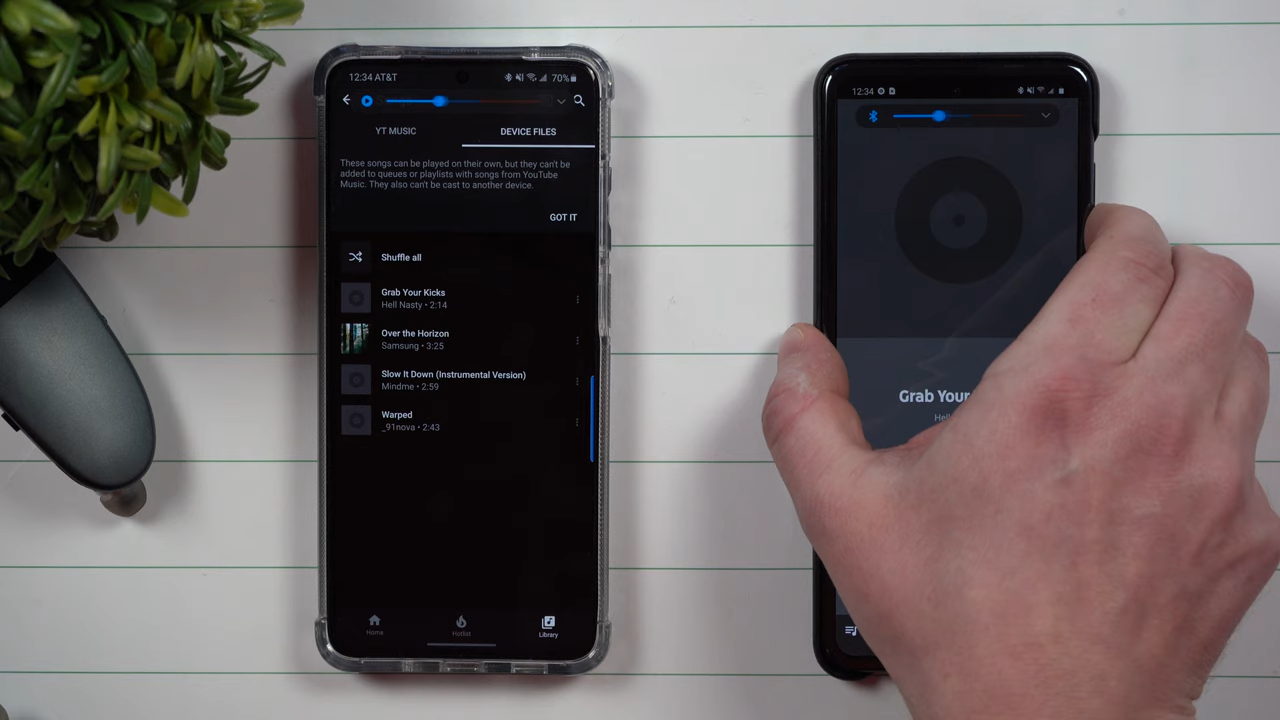 12:34 AT&T
70%
YT MUSIC
DEVICE FILES
These songs can be played on their own, but they can't be
added to queues or playlists with songs from YouTube
Music. They also can't be cast to another device.
GOT IT
Shuffle all
Grab Your Kicks
Hell Nasty • 2:14
Over the Horizon
Samsung • 3:25
Slow It Down (Instrumental Version)
Mindme • 2:59
Warped
_91nova • 2:43
Home
Hotlist
Library
12:34
Grab Your